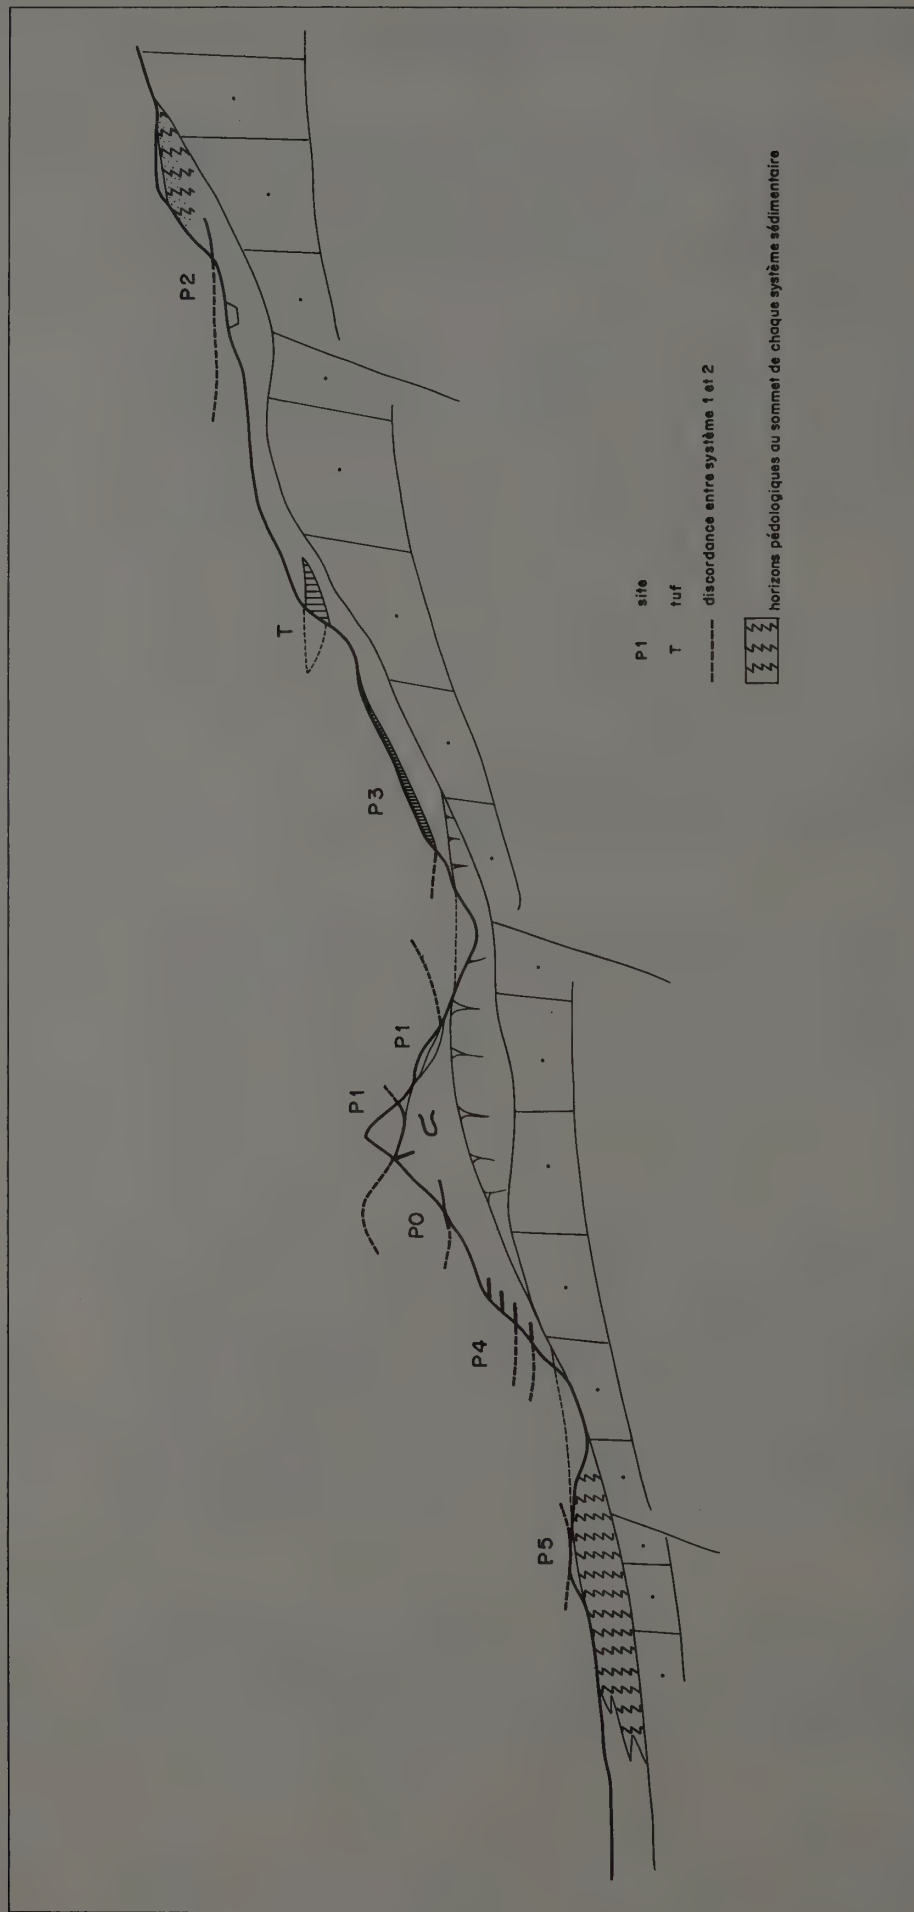 P2
T
P3
P1
P1
P0
P4
P5
P1 site
T tuf
discordance entre système 1 et 2
horizons pédologiques au sommet de chaque système sédimentaire